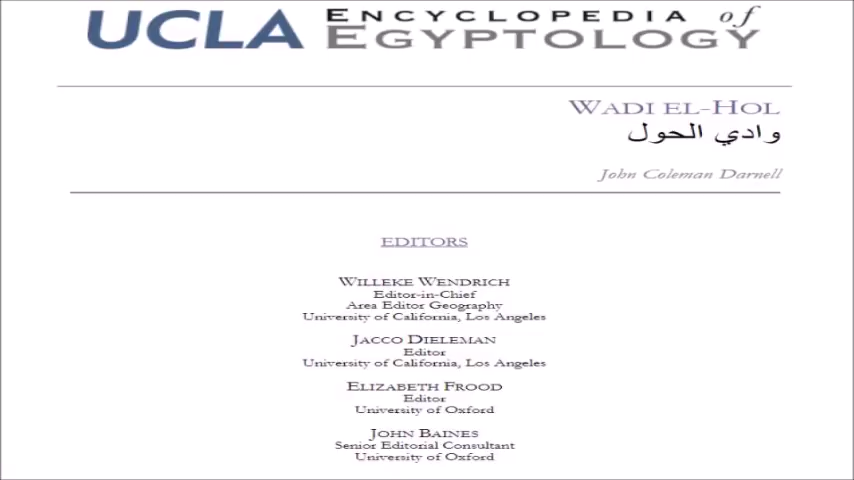 UCLA ENCYCLOPEDIA of
EGYPTOLOGY
WADI EL-HOL
وادي الحول
John Coleman Darnell
EDITORS
WILLEKE WENDRICH
Editor-in-Chief
Area Editor Geography
University of California, Los Angeles
JACCO DIELEMAN
Editor
University of California, Los Angeles
ELIZABETH FROOD
Editor
University of Oxford
JOHN BAINES
Senior Editorial Consultant
University of Oxford